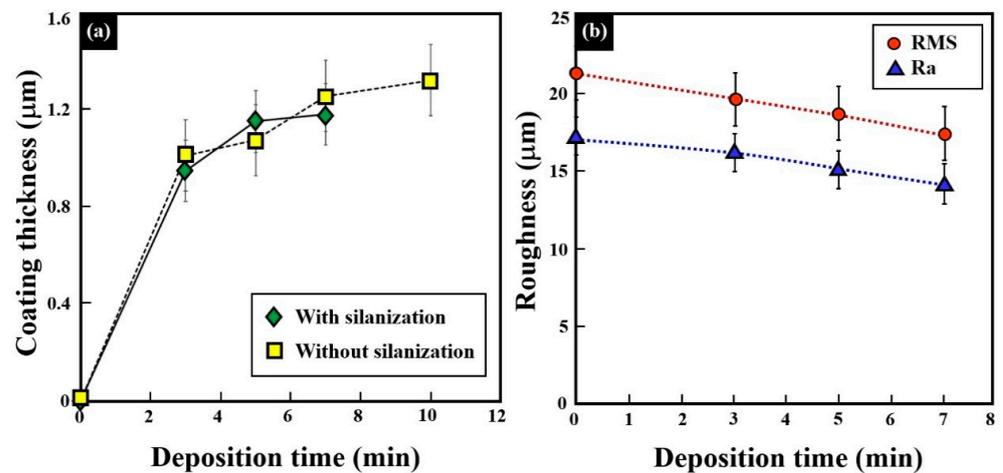 (a)
Coating thickness (μm)
1.6
1.2
0.8
0.4
0
0 2 4 6 8 10 12
Deposition time (min)
With silanization
Without silanization
(b)
Roughness (μm)
25
20
15
10
5
0
0 1 2 3 4 5 6 7 8
Deposition time (min)
RMS
Ra